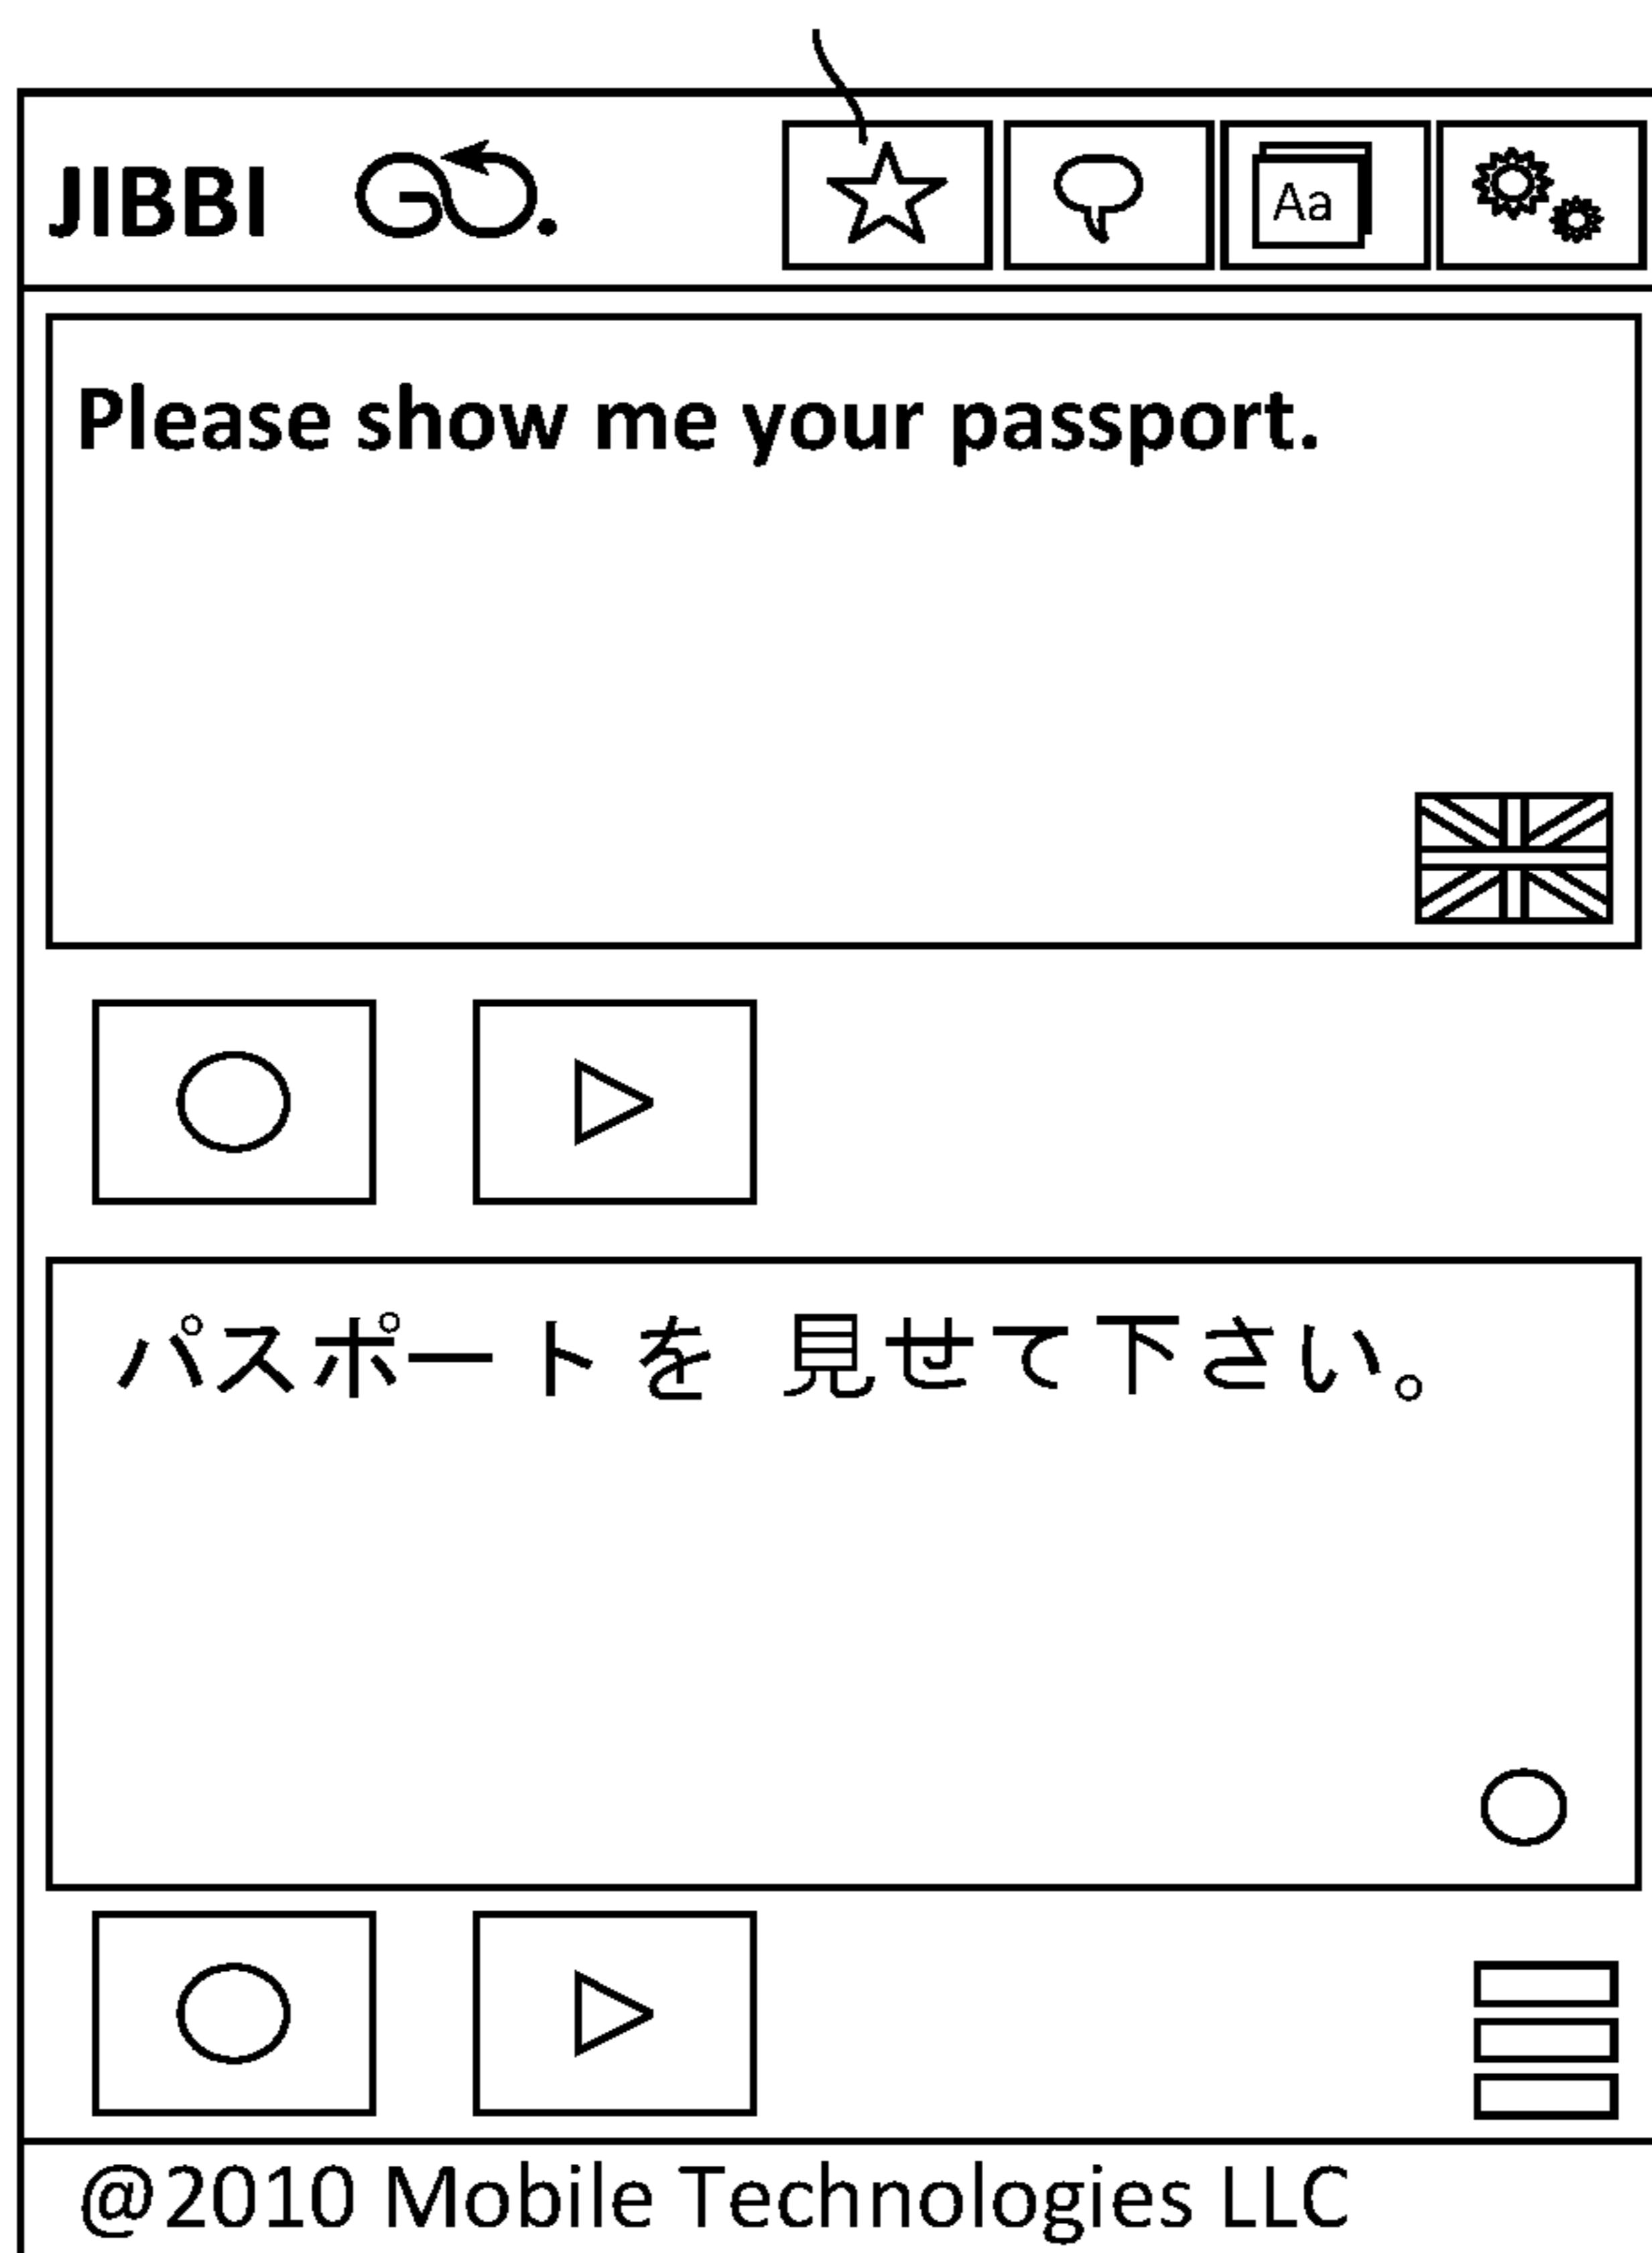 JIBBI GO.
Aa
Please show me your passport.
パスポートを 見せて下さい。
@2010 Mobile Technologies LLC